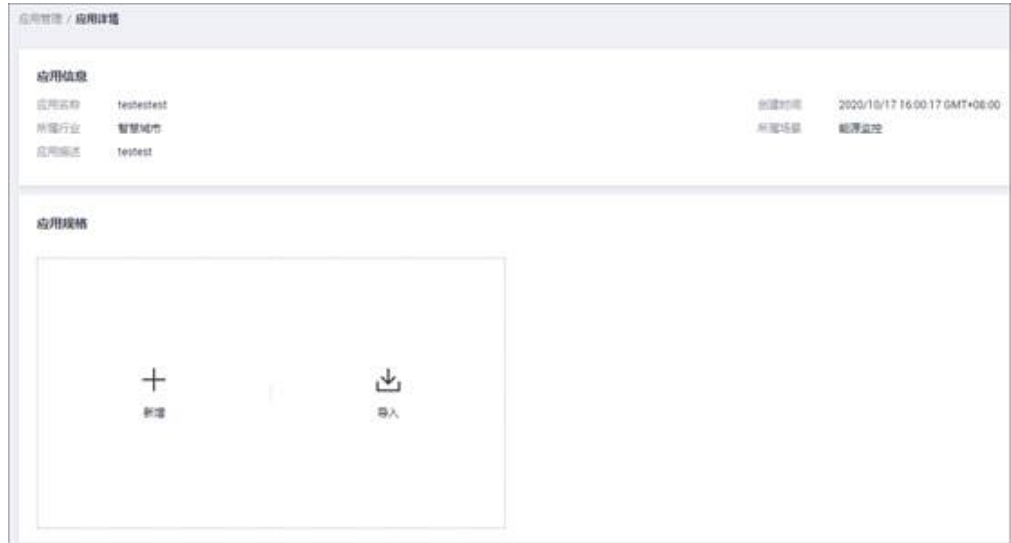 应用管理 / 应用详情
应用信息
应用名称 testestest
创建时间 2020/10/17 16:00:17 GMT+08:00
所属行业 智慧城市
所属场景 能源监控
应用描述 testest
应用规格
新增
导入